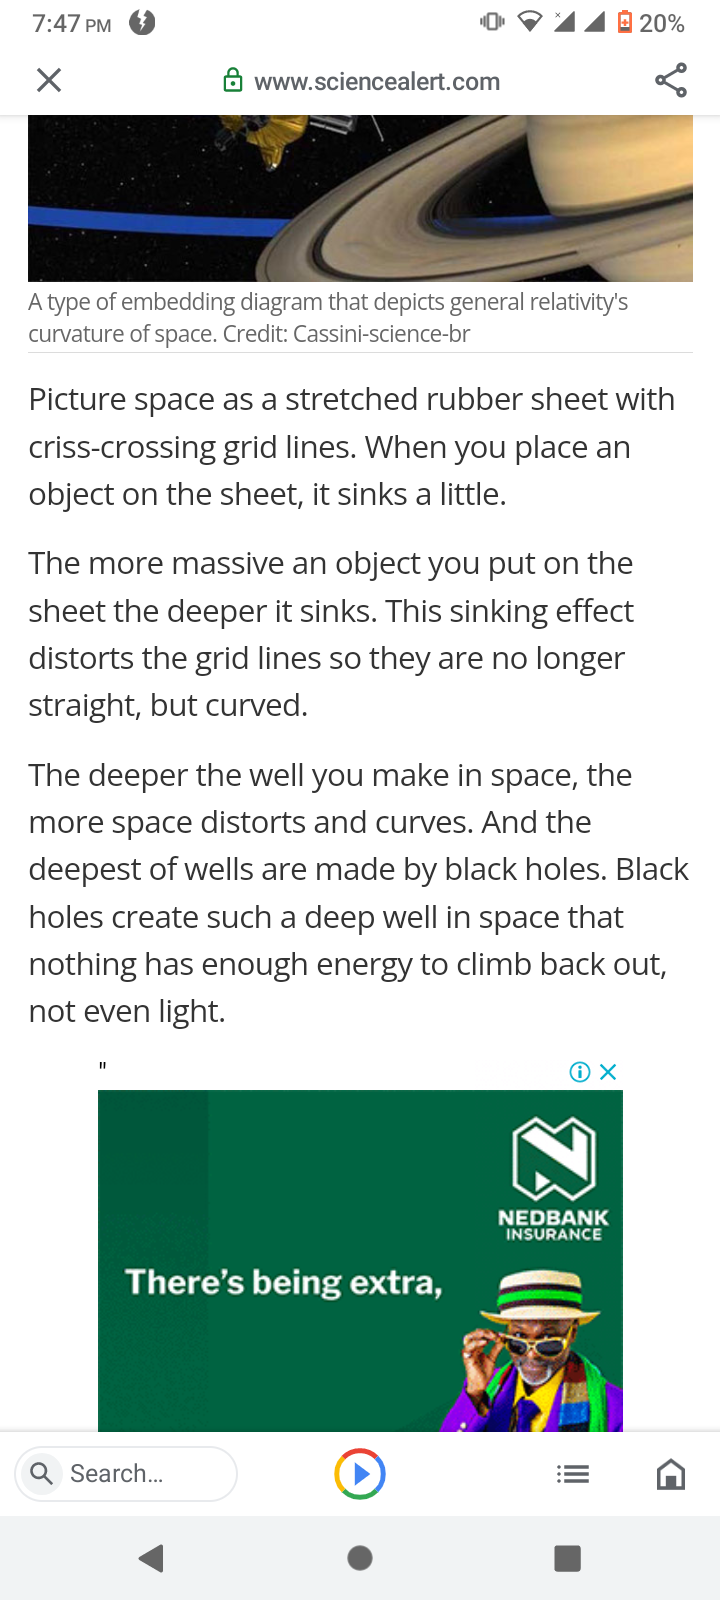 7:47 PM
20%
www.sciencealert.com
A type of embedding diagram that depicts general relativity's
curvature of space. Credit: Cassini-science-br
Picture space as a stretched rubber sheet with
criss-crossing grid lines. When you place an
object on the sheet, it sinks a little.
The more massive an object you put on the
sheet the deeper it sinks. This sinking effect
distorts the grid lines so they are no longer
straight, but curved.
The deeper the well you make in space, the
more space distorts and curves. And the
deepest of wells are made by black holes. Black
holes create such a deep well in space that
nothing has enough energy to climb back out,
not even light.
"
NEDBANK
INSURANCE
There's being extra,
Search...